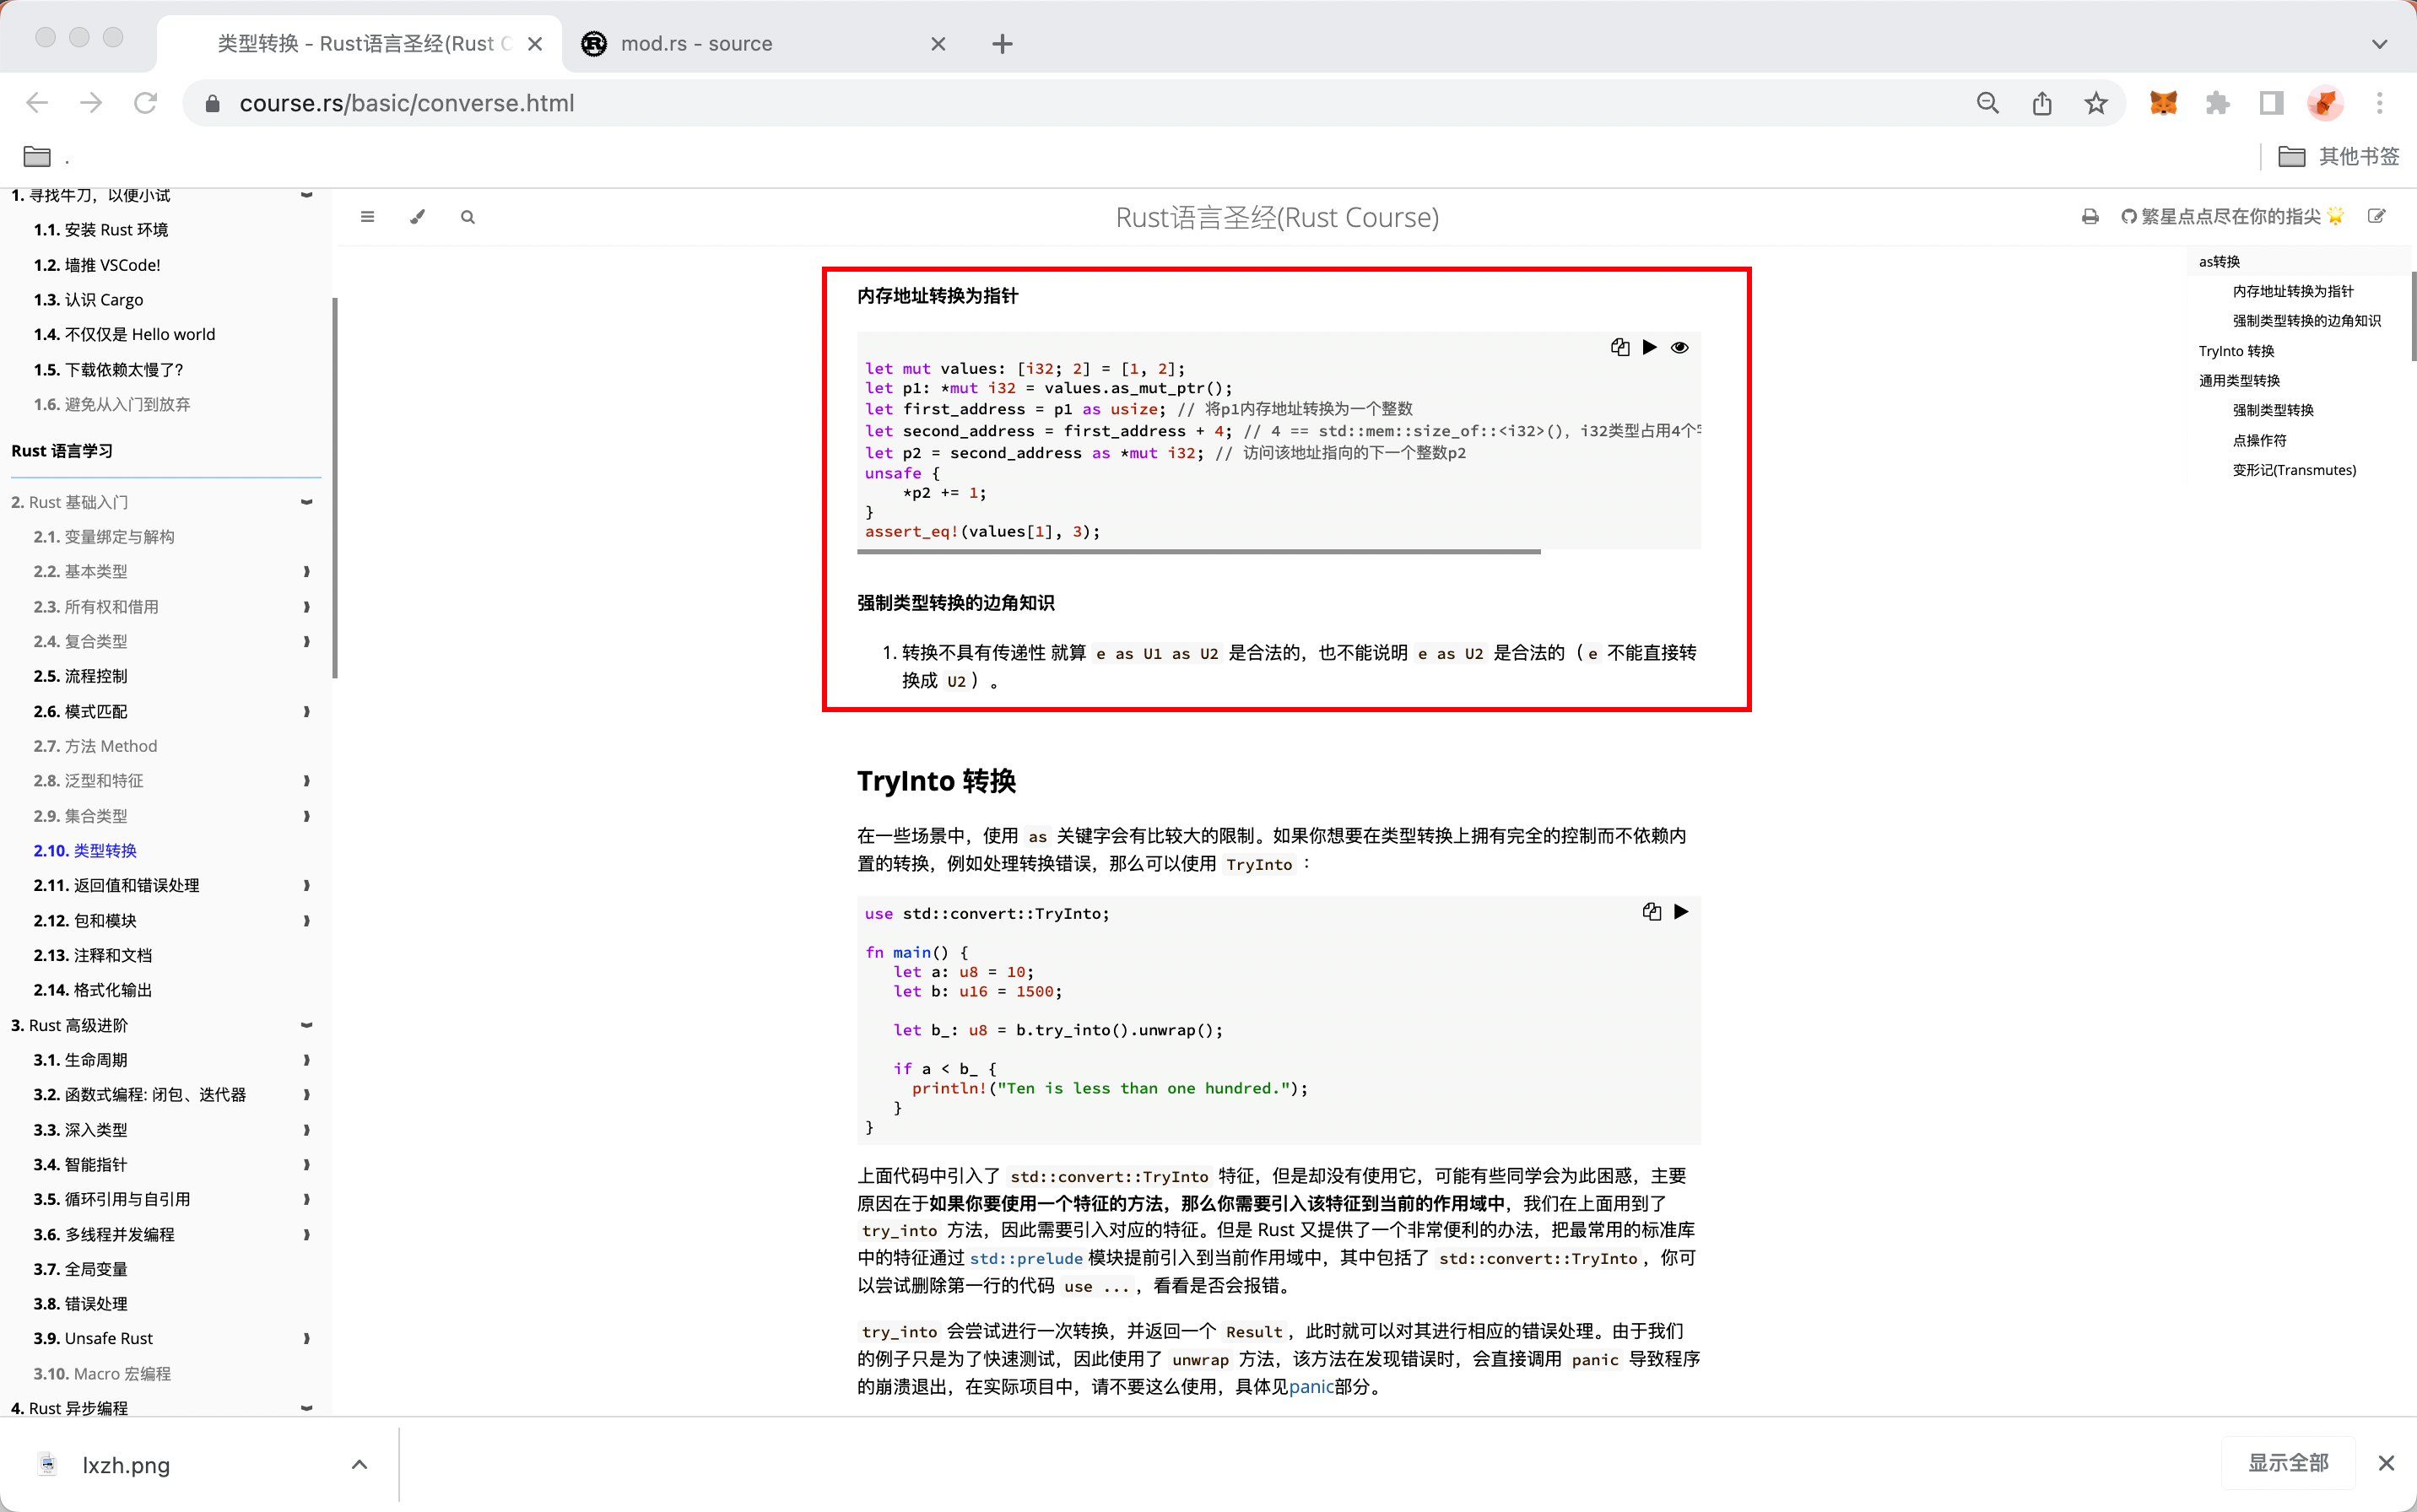 类型转换 - Rust语言圣经(Rust C
mod.rs - source
course.rs/basic/converse.html
.
其他书签
1. 寻找牛刀，以便小试
1.1. 安装 Rust 环境
1.2. 墙推 VSCode!
1.3. 认识 Cargo
1.4. 不仅仅是 Hello world
1.5. 下载依赖太慢了?
1.6. 避免从入门到放弃
Rust 语言学习
2. Rust 基础入门
2.1. 变量绑定与解构
2.2. 基本类型
2.3. 所有权和借用
2.4. 复合类型
2.5. 流程控制
2.6. 模式匹配
2.7. 方法 Method
2.8. 泛型和特征
2.9. 集合类型
2.10. 类型转换
2.11. 返回值和错误处理
2.12. 包和模块
2.13. 注释和文档
2.14. 格式化输出
3. Rust 高级进阶
3.1. 生命周期
3.2. 函数式编程: 闭包、迭代器
3.3. 深入类型
3.4. 智能指针
3.5. 循环引用与自引用
3.6. 多线程并发编程
3.7. 全局变量
3.8. 错误处理
3.9. Unsafe Rust
3.10. Macro 宏编程
4. Rust 异步编程
Rust语言圣经(Rust Course)
繁星点点尽在你的指尖 🌟
内存地址转换为指针
let mut values: [i32; 2] = [1, 2];
let p1: *mut i32 = values.as_mut_ptr();
let first_address = p1 as usize; // 将p1内存地址转换为一个整数
let second_address = first_address + 4; // 4 == std::mem::size_of::<i32>()，i32类型占用4个
let p2 = second_address as *mut i32; // 访问该地址指向的下一个整数p2
unsafe {
    *p2 += 1;
}
assert_eq!(values[1], 3);
强制类型转换的边角知识
1. 转换不具有传递性 就算 e as U1 as U2 是合法的，也不能说明 e as U2 是合法的（e 不能直接转
换成 U2）。
TryInto 转换
在一些场景中，使用 as 关键字会有比较大的限制。如果你想要在类型转换上拥有完全的控制而不依赖内
置的转换，例如处理转换错误，那么可以使用 TryInto：
use std::convert::TryInto;
fn main() {
   let a: u8 = 10;
   let b: u16 = 1500;
   let b_: u8 = b.try_into().unwrap();
   if a < b_ {
     println!("Ten is less than one hundred.");
   }
}
上面代码中引入了 std::convert::TryInto 特征，但是却没有使用它，可能有些同学会为此困惑，主要
原因在于如果你要使用一个特征的方法，那么你需要引入该特征到当前的作用域中，我们在上面用到了
try_into 方法，因此需要引入对应的特征。但是 Rust 又提供了一个非常便利的办法，把最常用的标准库
中的特征通过 std::prelude 模块提前引入到当前作用域中，其中包括了 std::convert::TryInto，你可
以尝试删除第一行的代码 use ...，看看是否会报错。
try_into 会尝试进行一次转换，并返回一个 Result，此时就可以对其进行相应的错误处理。由于我们
的例子只是为了快速测试，因此使用了 unwrap 方法，该方法在发现错误时，会直接调用 panic 导致程序
的崩溃退出，在实际项目中，请不要这么使用，具体见panic部分。
as转换
内存地址转换为指针
强制类型转换的边角知识
TryInto 转换
通用类型转换
强制类型转换
点操作符
变形记(Transmutes)
lxzh.png
显示全部